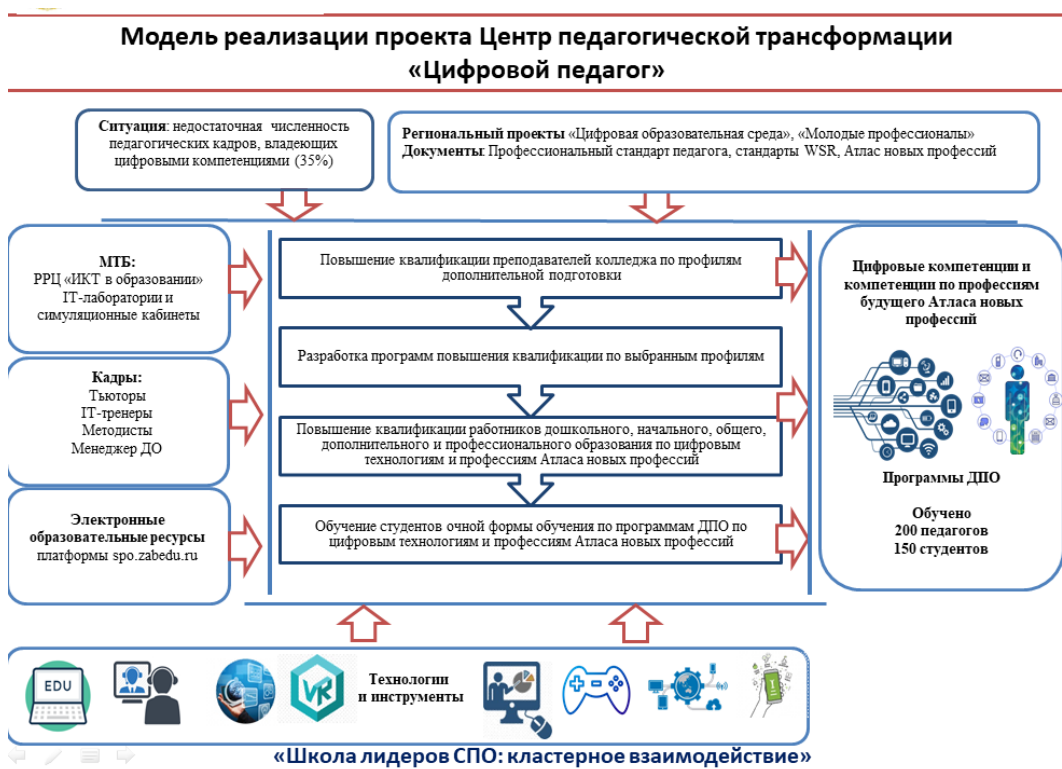 Модель реализации проекта Центр педагогической трансформации
«Цифровой педагог»
Ситуация: недостаточная численность
педагогических кадров, владеющих
цифровыми компетенциями (35%)
Региональный проекты «Цифровая образовательная среда», «Молодые профессионалы»
Документы: Профессиональный стандарт педагога, стандарты WSR, Атлас новых профессий
МТБ:
РРЦ «ИКТ в образовании»
IT-лаборатории и
симуляционные кабинеты
Кадры:
Тьюторы
IT-тренеры
Методисты
Менеджер ДО
Электронные
образовательные ресурсы
платформы spo.zabedu.ru
Повышение квалификации преподавателей колледжа по профилям
дополнительной подготовки
Разработка программ повышения квалификации по выбранным профилям
Повышение квалификации работников дошкольного, начального, общего,
дополнительного и профессионального образования по цифровым
технологиям и профессиям Атласа новых профессий
Обучение студентов очной формы обучения по программам ДПО по
цифровым технологиям и профессиям Атласа новых профессий
Цифровые компетенции и
компетенции по профессиям
будущего Атласа новых
профессий
Программы ДПО
Обучено
200 педагогов
150 студентов
EDU
VR
Технологии
и инструменты
«Школа лидеров СПО: кластерное взаимодействие»